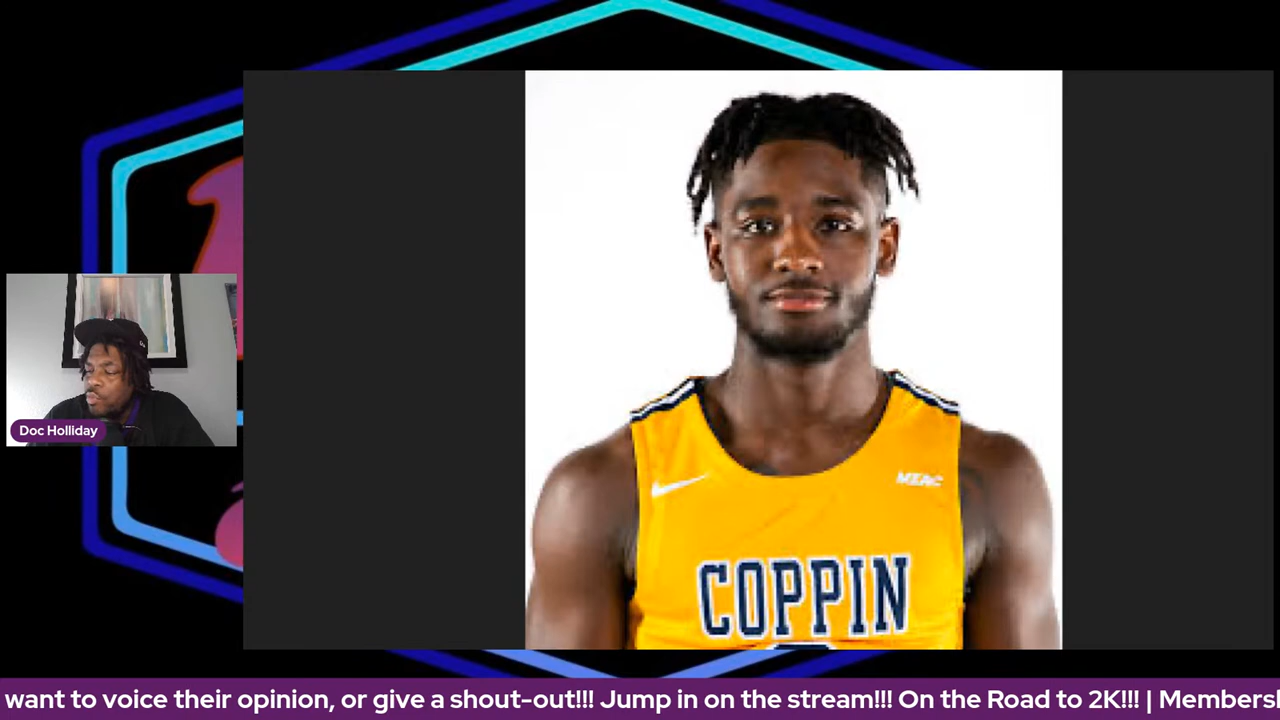 MEAC
COPPIN
Doc Holliday
want to voice their opinion, or give a shout-out!!! Jump in on the stream!!! On the Road to 2K!!! | Members